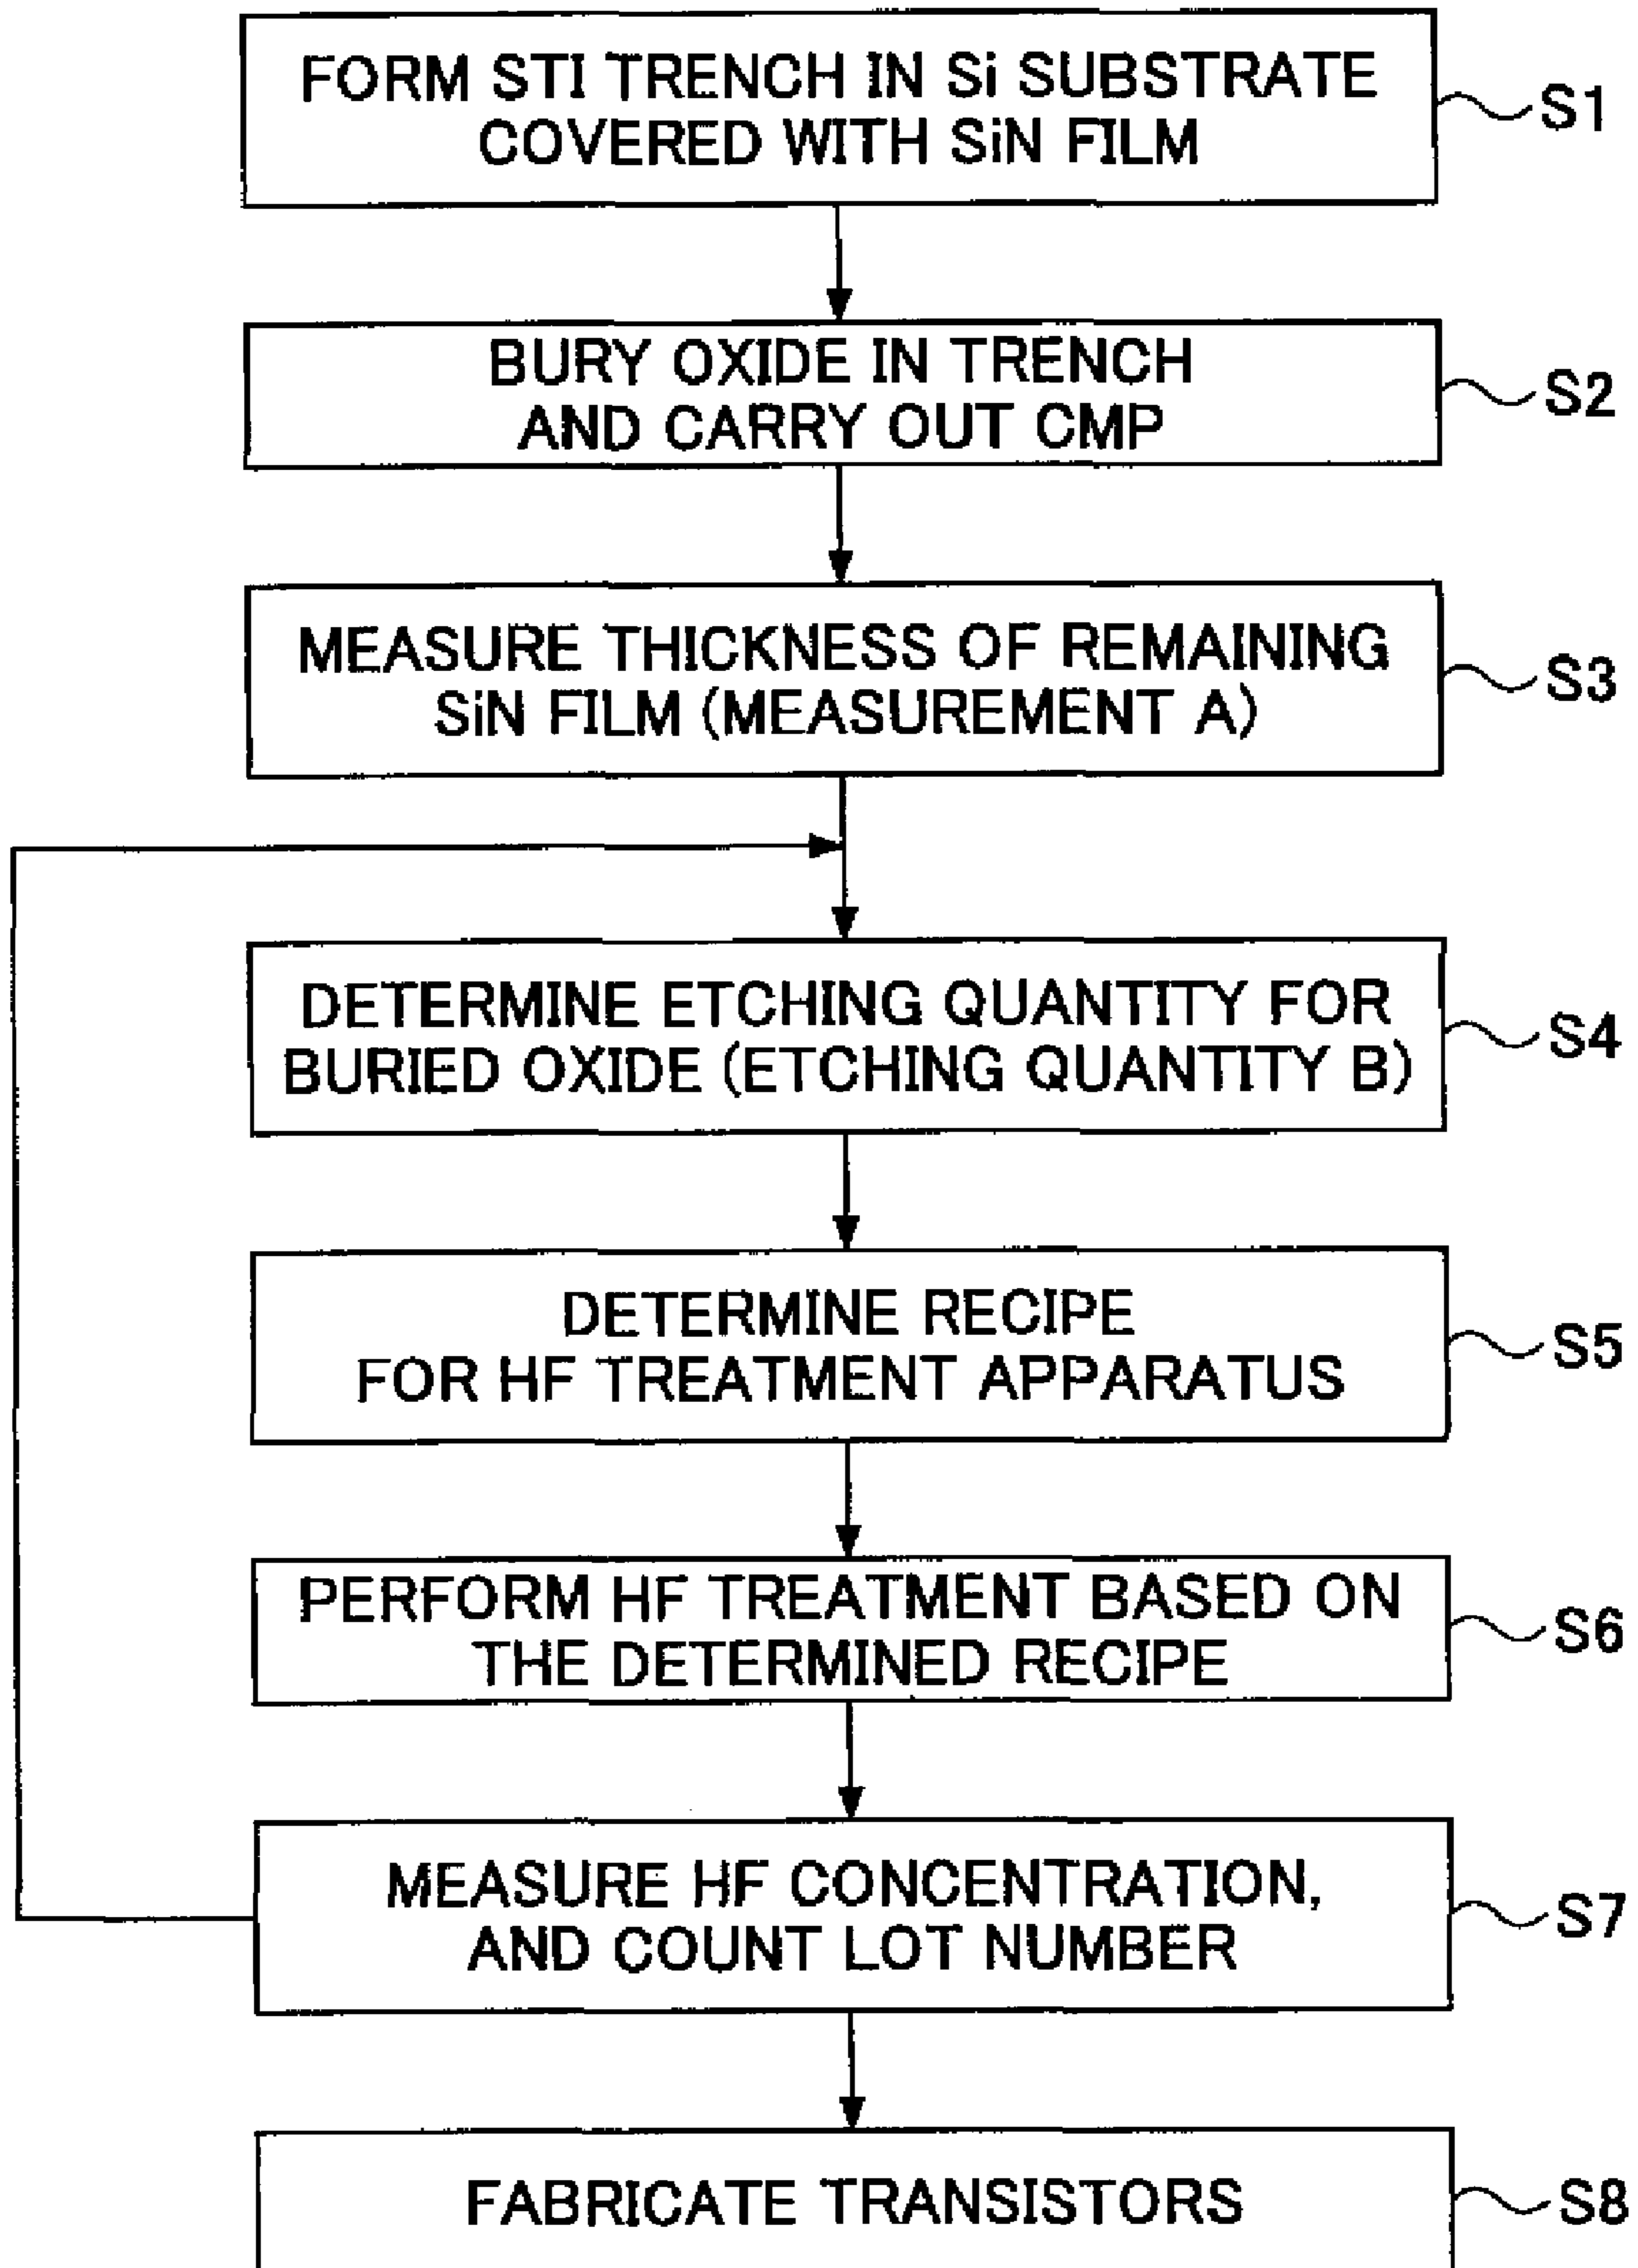 FORM STI TRENCH IN Si SUBSTRATE
COVERED WITH SiN FILM
S1
BURY OXIDE IN TRENCH
AND CARRY OUT CMP
S2
MEASURE THICKNESS OF REMAINING
SiN FILM (MEASUREMENT A)
S3
DETERMINE ETCHING QUANTITY FOR
BURIED OXIDE (ETCHING QUANTITY B)
S4
DETERMINE RECIPE
FOR HF TREATMENT APPARATUS
S5
PERFORM HF TREATMENT BASED ON
THE DETERMINED RECIPE
S6
MEASURE HF CONCENTRATION,
AND COUNT LOT NUMBER
S7
FABRICATE TRANSISTORS
S8